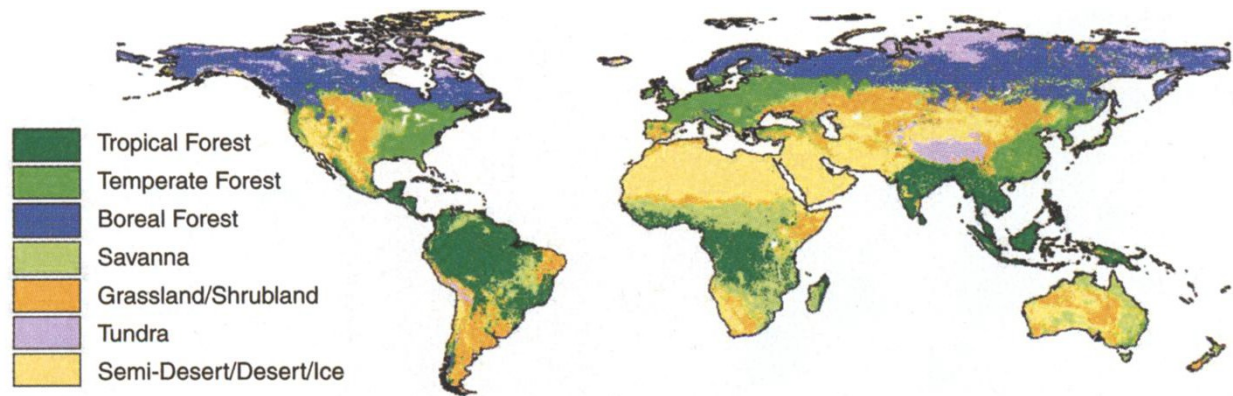 Tropical Forest
Temperate Forest
Boreal Forest
Savanna
Grassland/Shrubland
Tundra
Semi-Desert/Desert/Ice